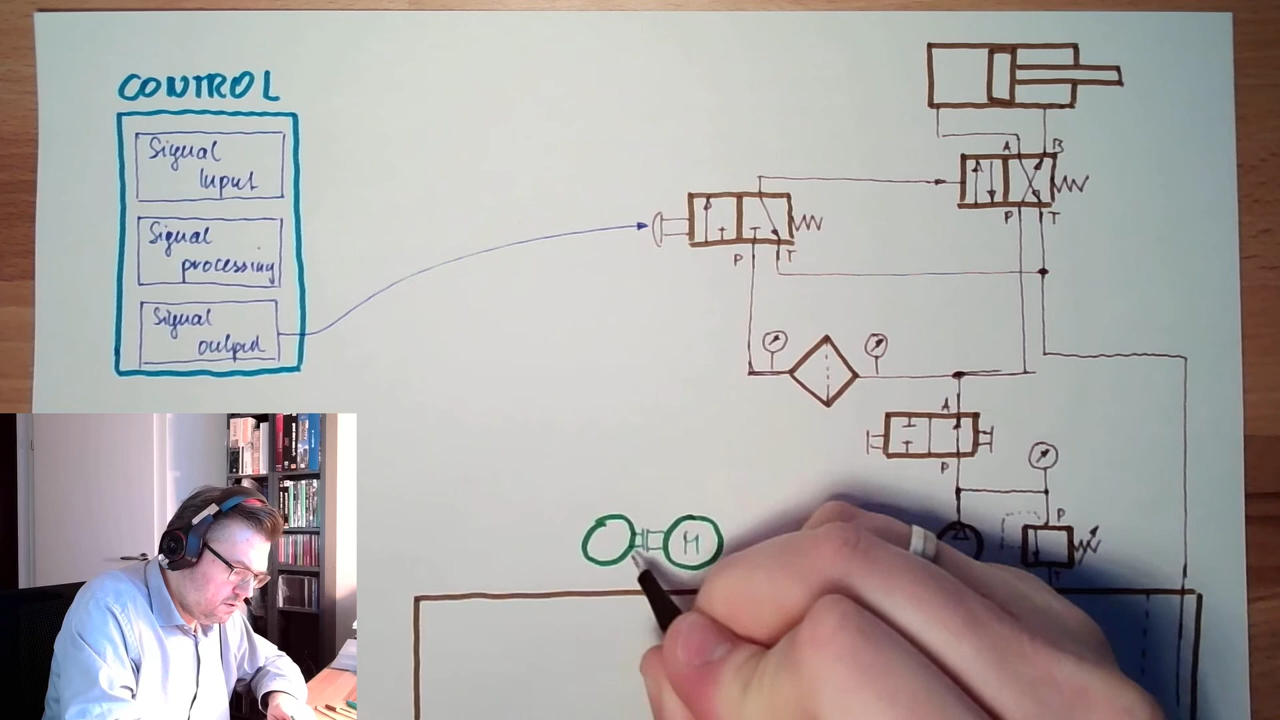 CONTROL
Signal
Input
Signal
processing
Signal
output
A B
P T
P T
A
P
M
P
T